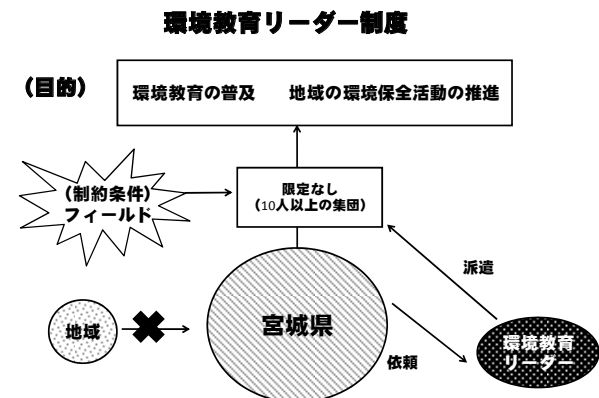 環境教育リーダー制度
（目的）
環境教育の普及　　地域の環境保全活動の推進
（制約条件）
フィールド
限定なし
（10人以上の集団）
派遣
地域
宮城県
依頼
環境教育
リーダー